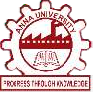 ANNA UNIVERSITY
PROGRESS THROUGH KNOWLEDGE